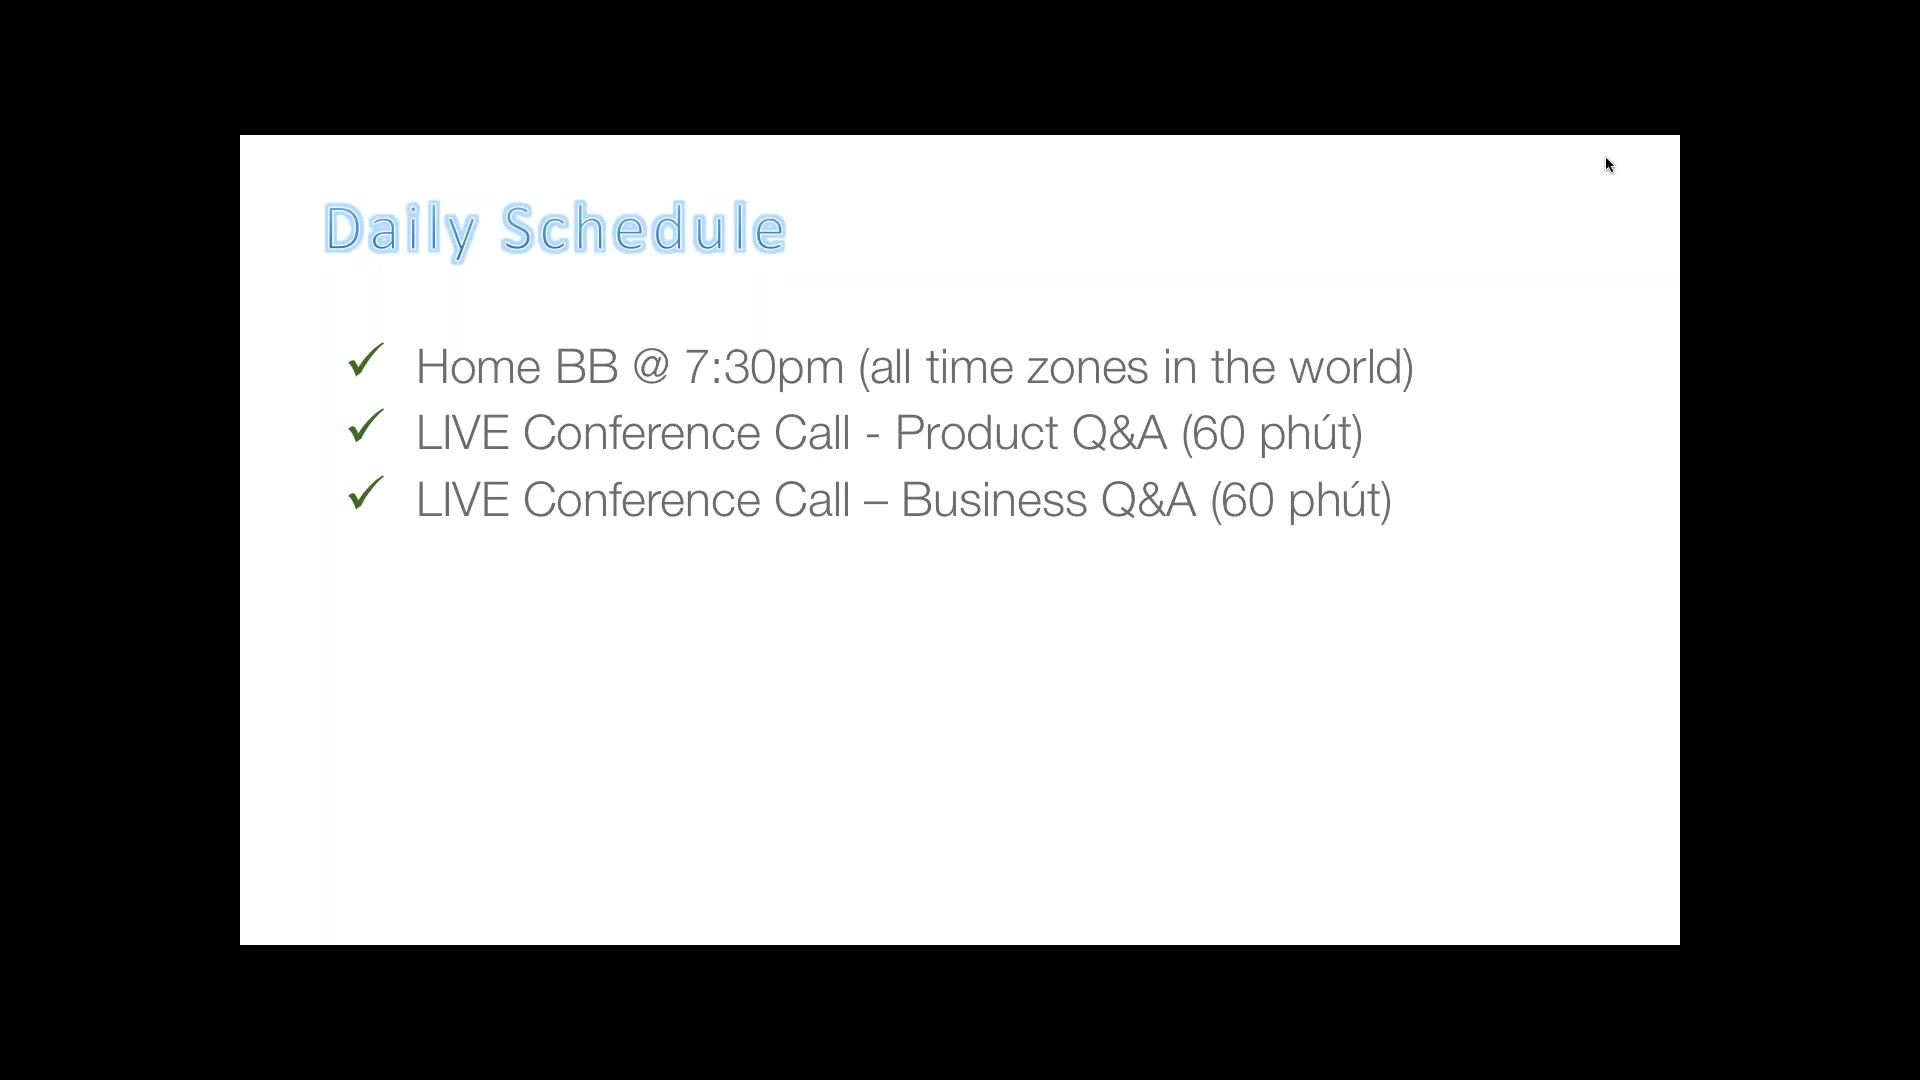 Daily Schedule
✓ Home BB @ 7:30pm (all time zones in the world)
✓ LIVE Conference Call - Product Q&A (60 phút)
✓ LIVE Conference Call – Business Q&A (60 phút)